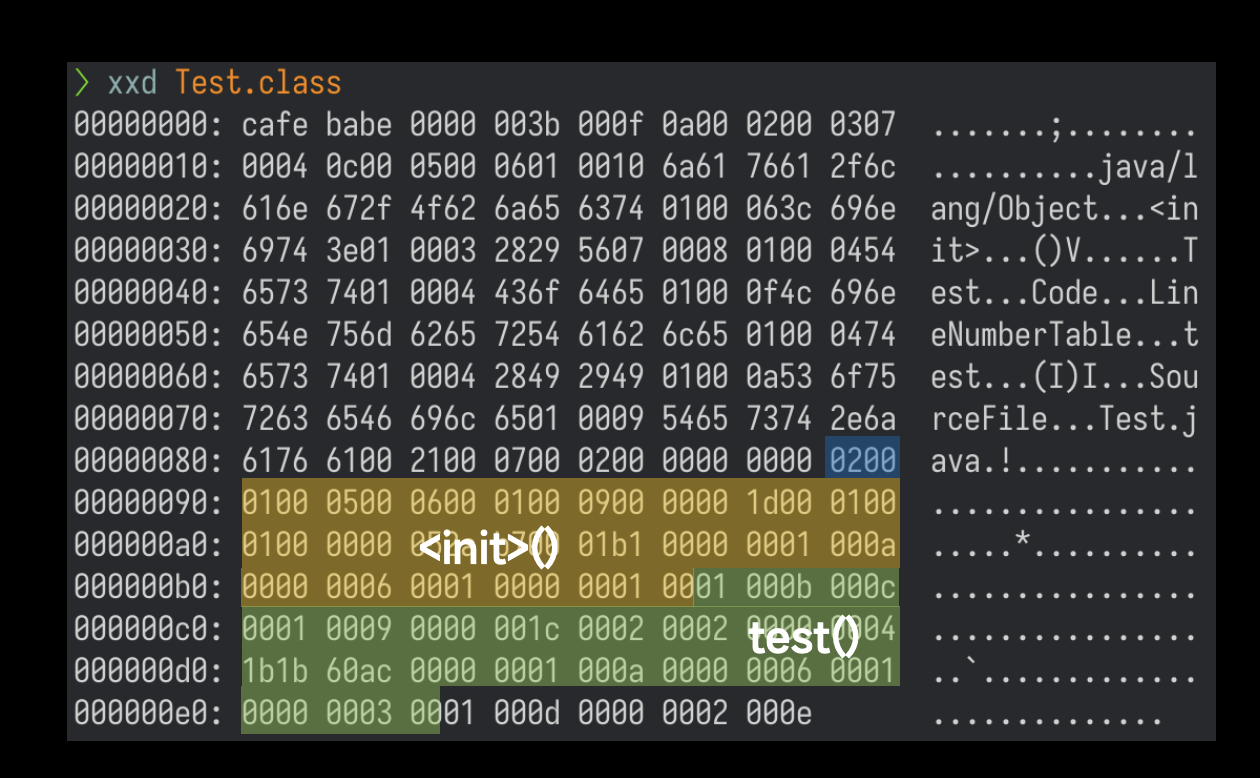 ❯ xxd Test.class
00000000: cafe babe 0000 003b 000f 0a00 0200 0307 .......;........
00000010: 0004 0c00 0500 0601 0010 6a61 7661 2f6c ..........java/l
00000020: 616e 672f 4f62 6a65 6374 0100 063c 696e ang/Object...<in
00000030: 6974 3e01 0003 2829 5607 0008 0100 0454 it>...()V......T
00000040: 6573 7401 0004 436f 6465 0100 0f4c 696e est...Code...Lin
00000050: 654e 756d 6265 7254 6162 6c65 0100 0474 eNumberTable...t
00000060: 6573 7401 0004 2849 2949 0100 0a53 6f75 est...(I)I...Sou
00000070: 7263 6546 696c 6501 0009 5465 7374 2e6a rceFile...Test.j
00000080: 6176 6100 2100 0700 0200 0000 0000 0200 ava.!...........
00000090: 0100 0500 0600 0100 0900 0000 1d00 0100 ................
000000a0: 0100 0000 01b1 0000 0001 000a .....*..........
<init>()
000000b0: 0000 0006 0001 0000 0001 0001 000b 000c ................
000000c0: 0001 0009 0000 001c 0002 0002 ................
test()
000000d0: 1b1b 60ac 0000 0001 000a 0000 0006 0001 ..`.............
000000e0: 0000 0003 0001 000d 0000 0002 000e ..............